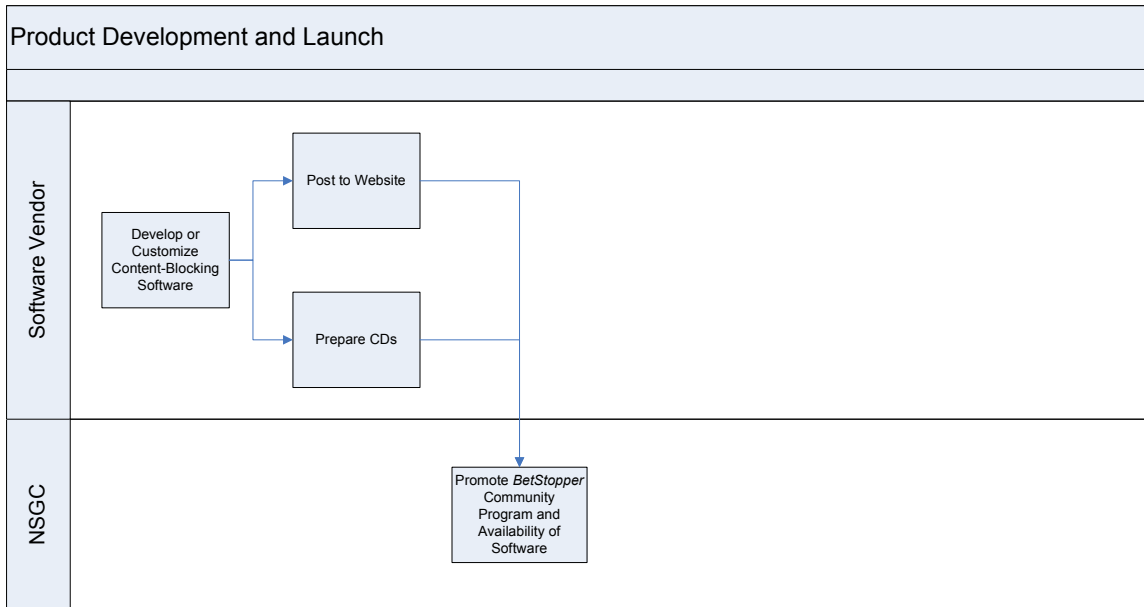 Product Development and Launch
Software Vendor
Post to Website
Develop or
Customize
Content-Blocking
Software
Prepare CDs
NSGC
Promote BetStopper
Community
Program and
Availability of
Software